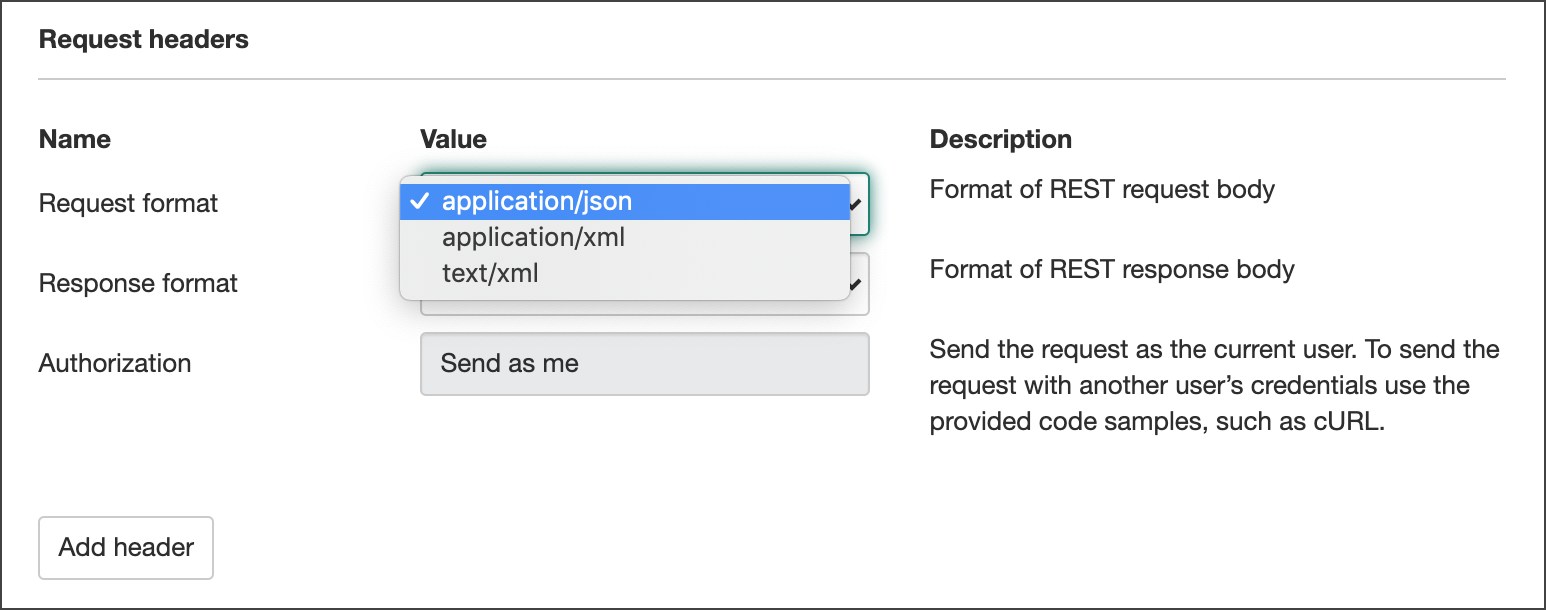 Request headers
Name Value Description
Request format application/json Format of REST request body
application/xml
text/xml
Response format Format of REST response body
Authorization Send as me Send the request as the current user. To send the
request with another user’s credentials use the
provided code samples, such as cURL.
Add header